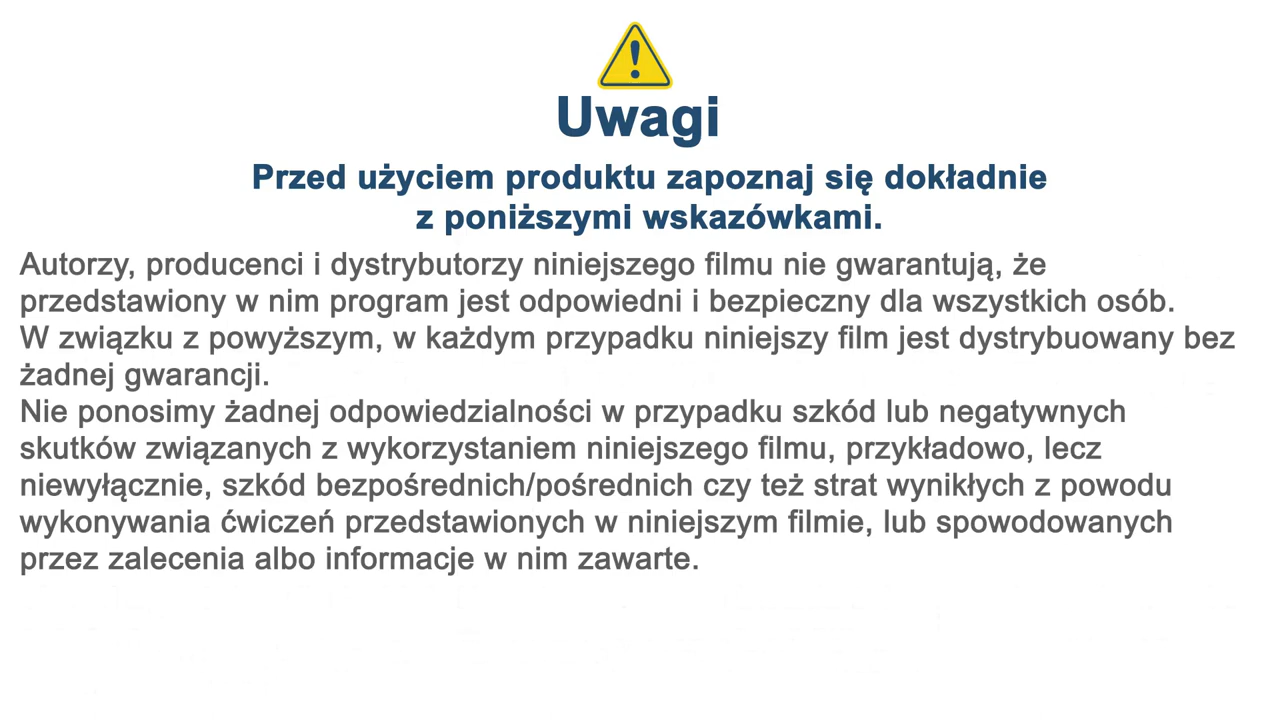 Uwagi
Przed użyciem produktu zapoznaj się dokładnie
z poniższymi wskazówkami.
Autorzy, producenci i dystrybutorzy niniejszego filmu nie gwarantują, że
przedstawiony w nim program jest odpowiedni i bezpieczny dla wszystkich osób.
W związku z powyższym, w każdym przypadku niniejszy film jest dystrybuowany bez
żadnej gwarancji.
Nie ponosimy żadnej odpowiedzialności w przypadku szkód lub negatywnych
skutków związanych z wykorzystaniem niniejszego filmu, przykładowo, lecz
niewyłącznie, szkód bezpośrednich/pośrednich czy też strat wynikłych z powodu
wykonywania ćwiczeń przedstawionych w niniejszym filmie, lub spowodowanych
przez zalecenia albo informacje w nim zawarte.